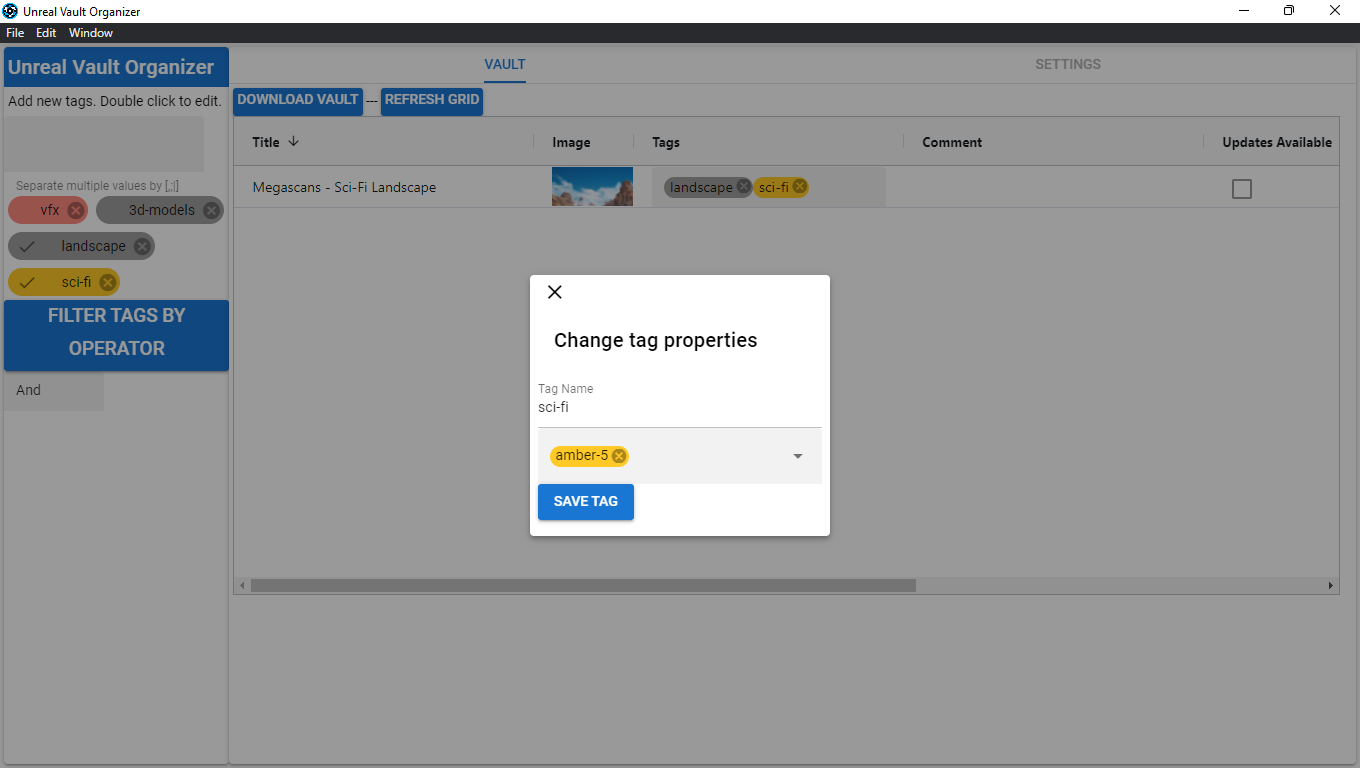 Unreal Vault Organizer
File Edit Window
Unreal Vault Organizer
Add new tags. Double click to edit.
Separate multiple values by [,;|]
vfx 3d-models
landscape
sci-fi
FILTER TAGS BY
OPERATOR
And
VAULT SETTINGS
DOWNLOAD VAULT --- REFRESH GRID
Title Image Tags Comment Updates Available
Megascans - Sci-Fi Landscape landscape sci-fi
Change tag properties
Tag Name
sci-fi
amber-5
SAVE TAG